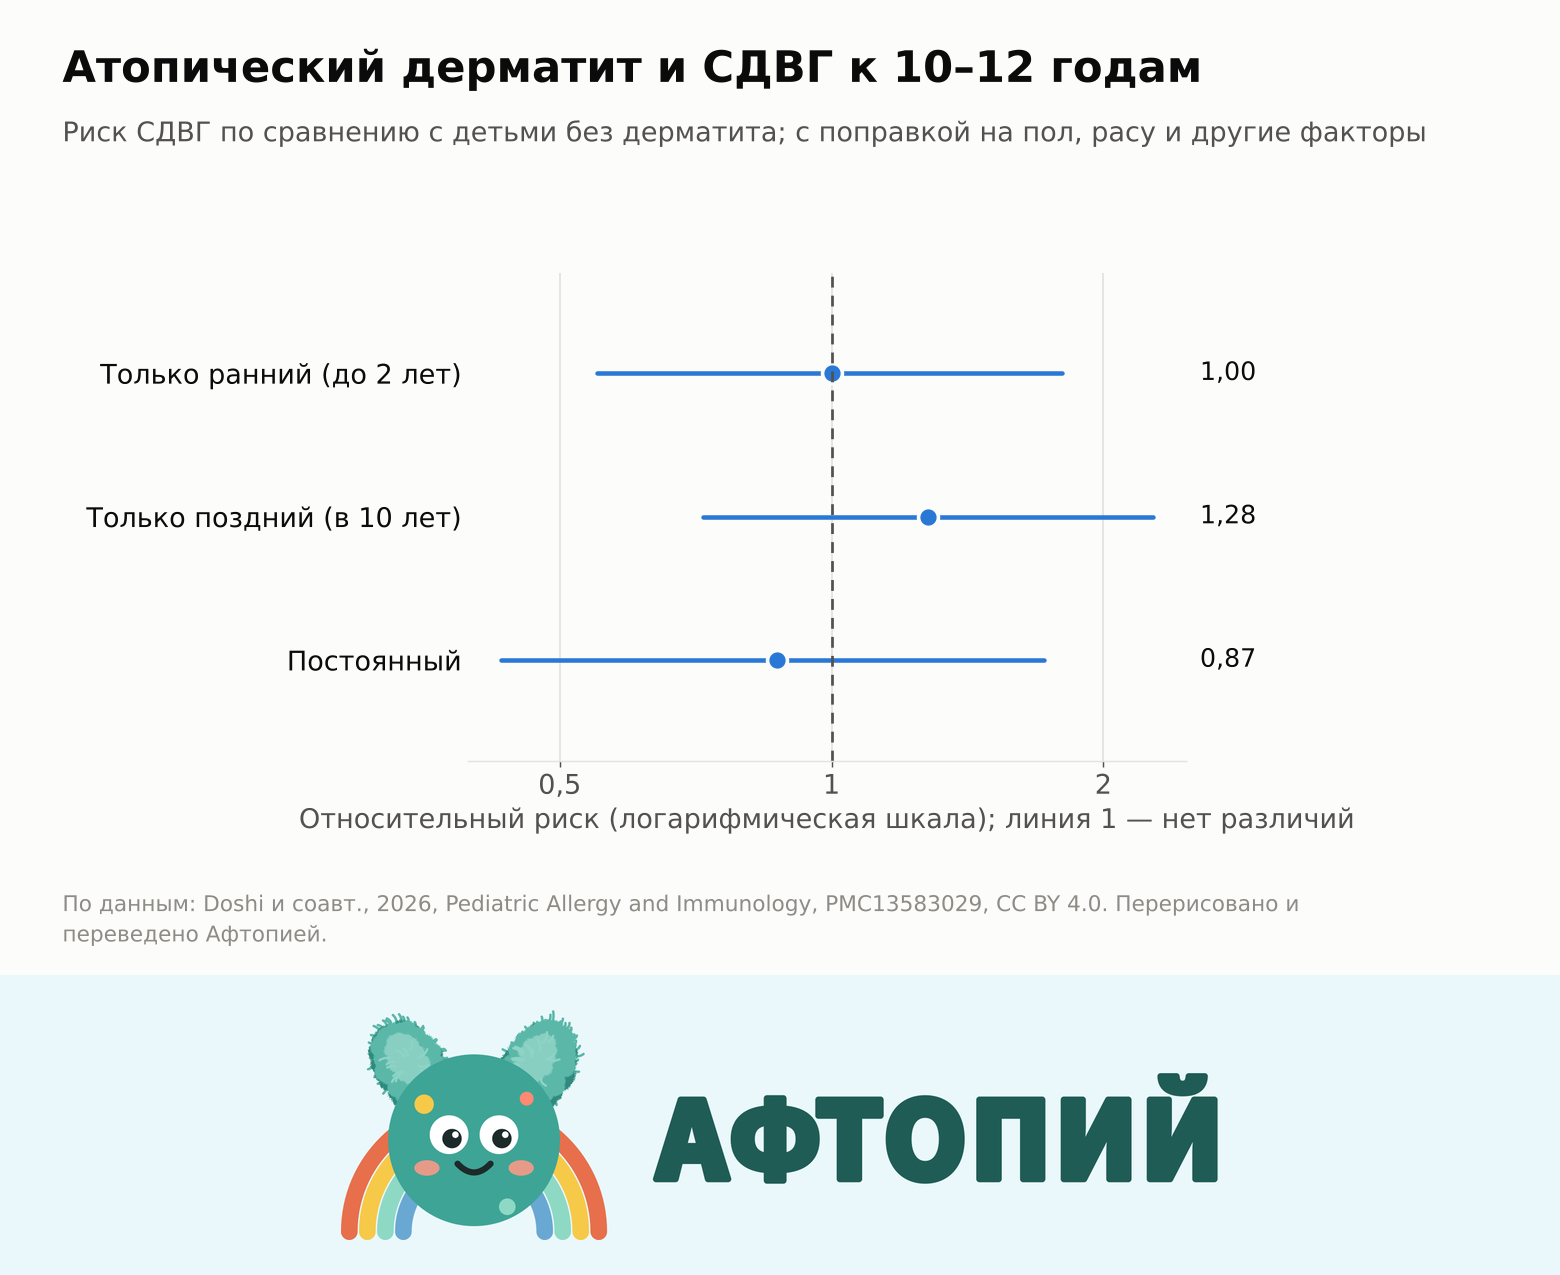 Атопический дерматит и СДВГ к 10–12 годам
Риск СДВГ по сравнению с детьми без дерматита; с поправкой на пол, расу и другие факторы
Только ранний (до 2 лет)
1,00
Только поздний (в 10 лет)
1,28
Постоянный
0,87
0,5
1
2
Относительный риск (логарифмическая шкала); линия 1 — нет различий
По данным: Doshi и соавт., 2026, Pediatric Allergy and Immunology, PMC13583029, CC BY 4.0. Перерисовано и
переведено Афтопией.
АФТОПИЙ